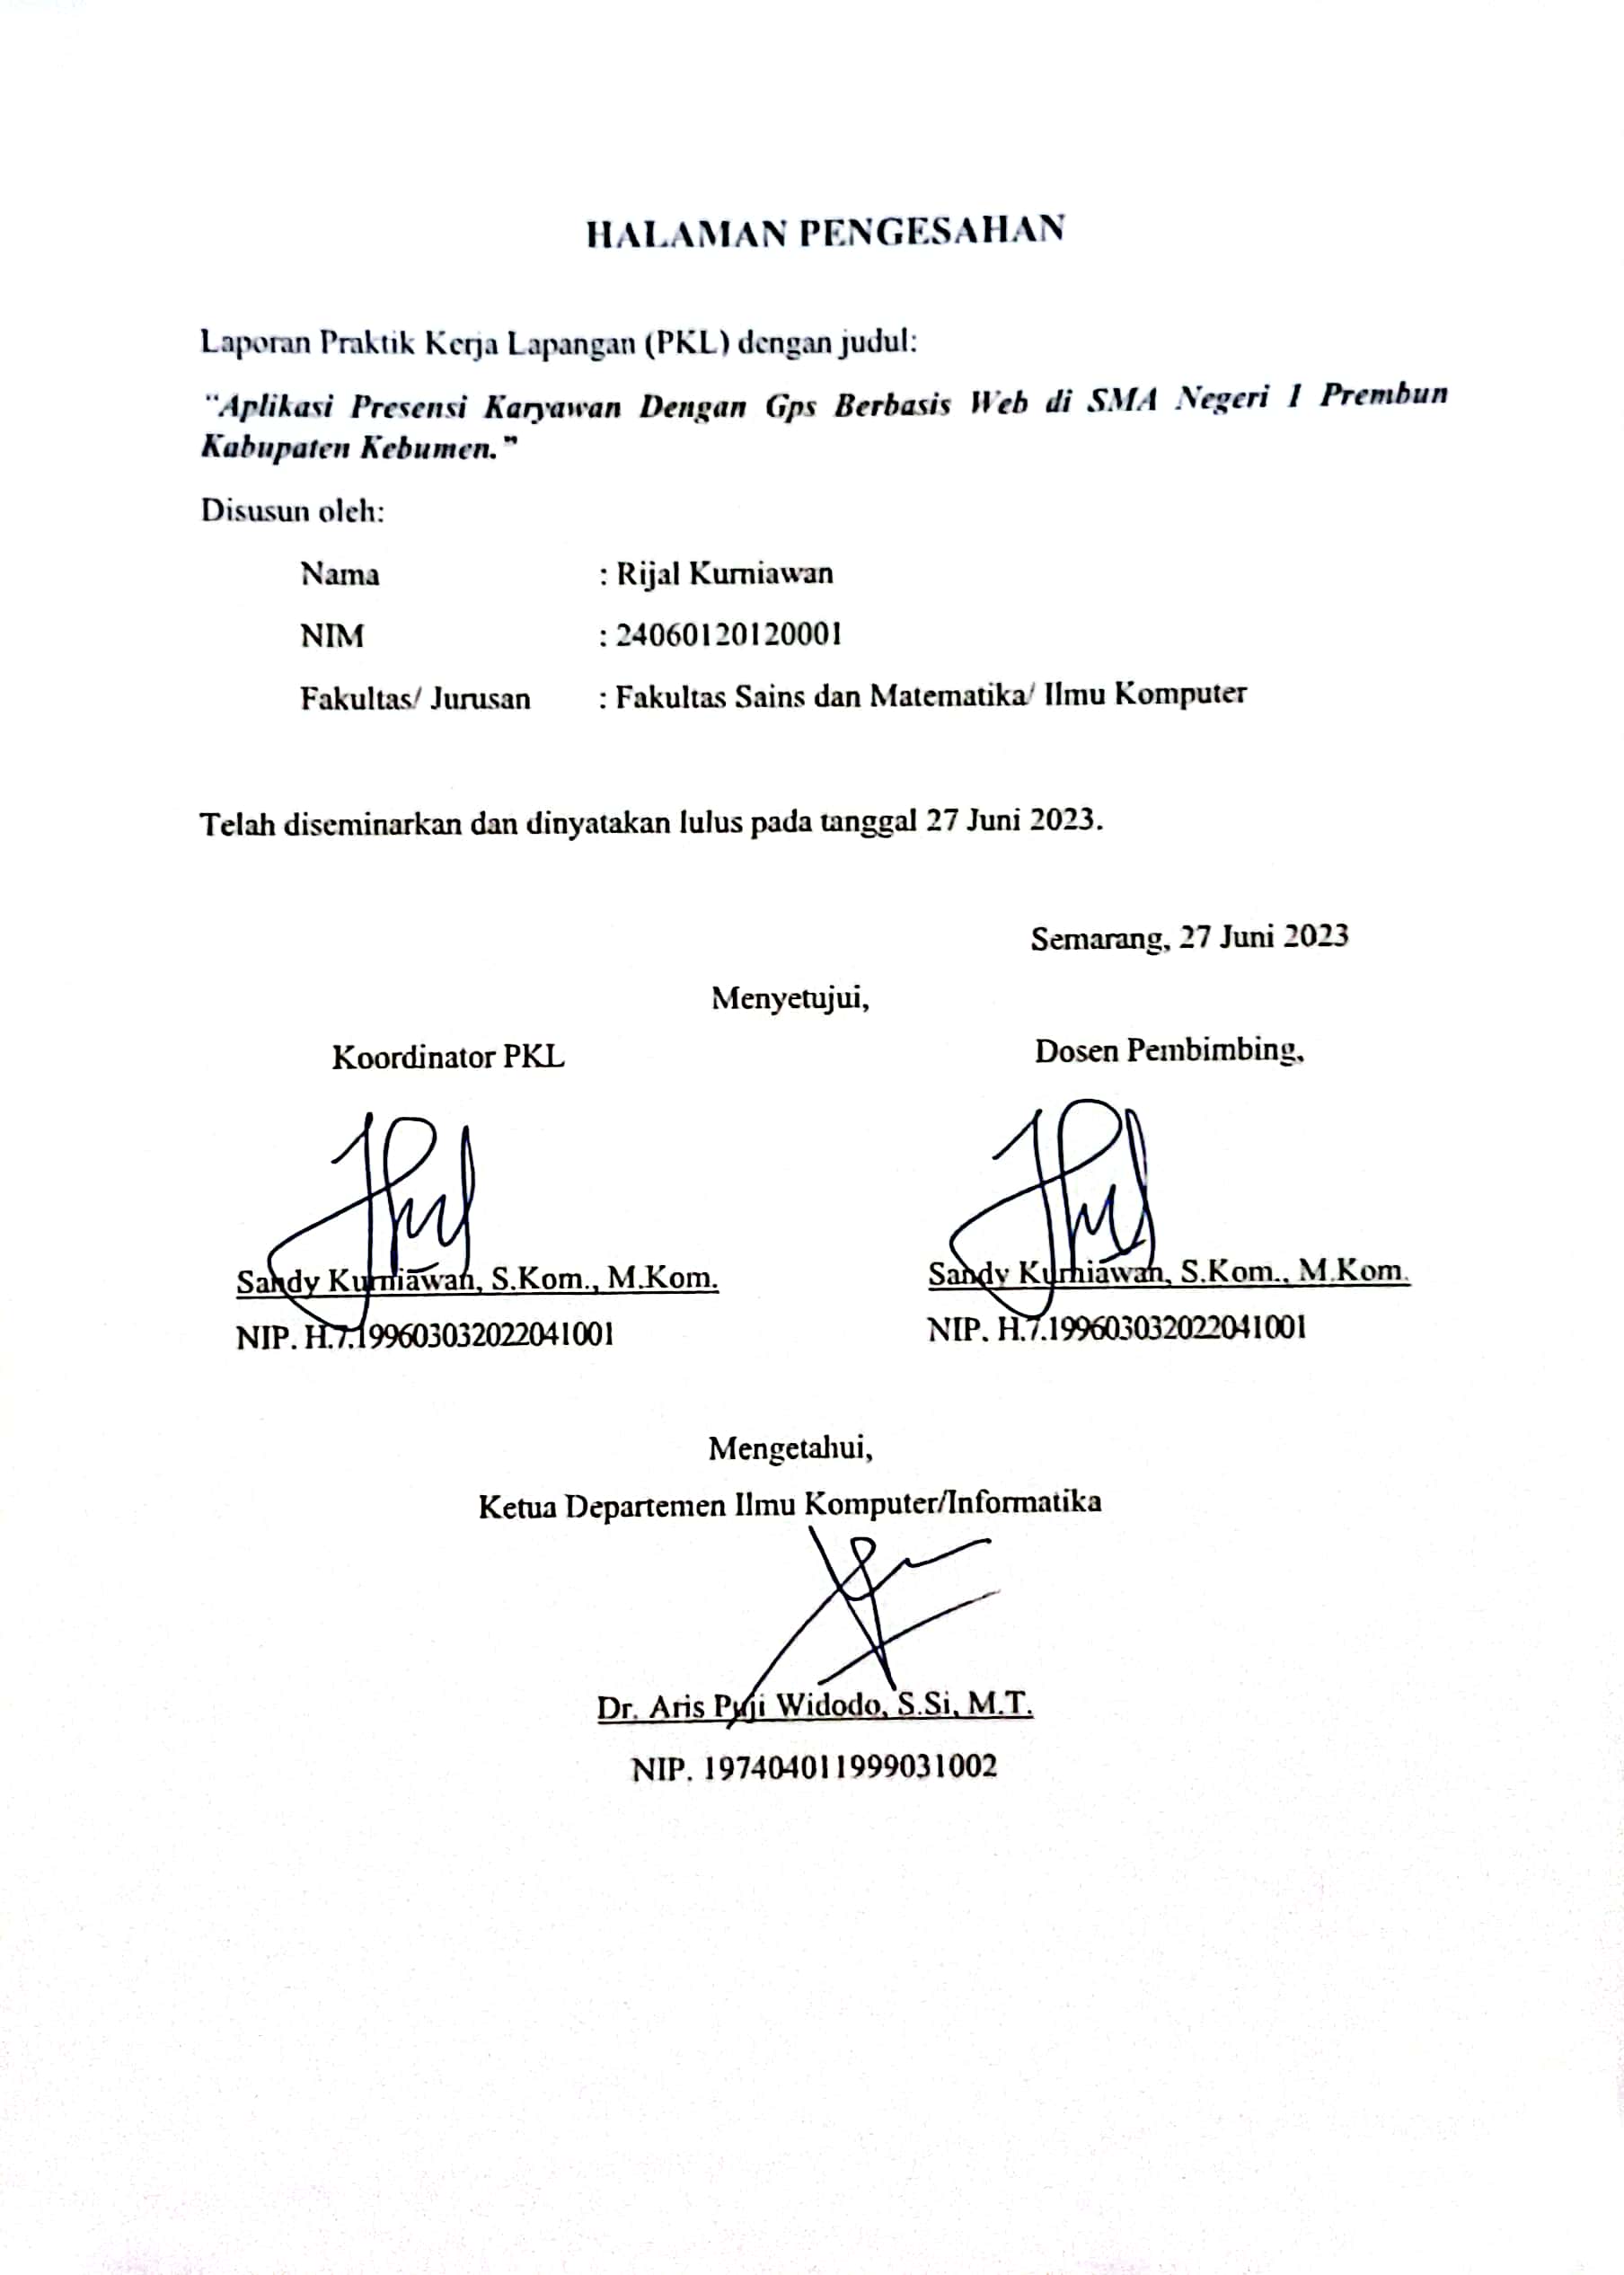 HALAMAN PENGESAHAN
Laporan Praktik Kerja Lapangan (PKL) dengan judul:
"Aplikasi Presensi Karyawan Dengan Gps Berbasis Web di SMA Negeri 1 Prembun
Kabupaten Kebumen."
Disusun oleh:
Nama : Rijal Kurniawan
NIM : 24060120120001
Fakultas/ Jurusan : Fakultas Sains dan Matematika/ Ilmu Komputer
Telah diseminarkan dan dinyatakan lulus pada tanggal 27 Juni 2023.
Semarang, 27 Juni 2023
Menyetujui,
Koordinator PKL Dosen Pembimbing,
Sandy Kurniawan, S.Kom., M.Kom. Sandy Kurniawan, S.Kom., M.Kom.
NIP. H.7.199603032022041001 NIP. H.7.199603032022041001
Mengetahui,
Ketua Departemen Ilmu Komputer/Informatika
Dr. Aris Puji Widodo, S.Si, M.T.
NIP. 197404011999031002